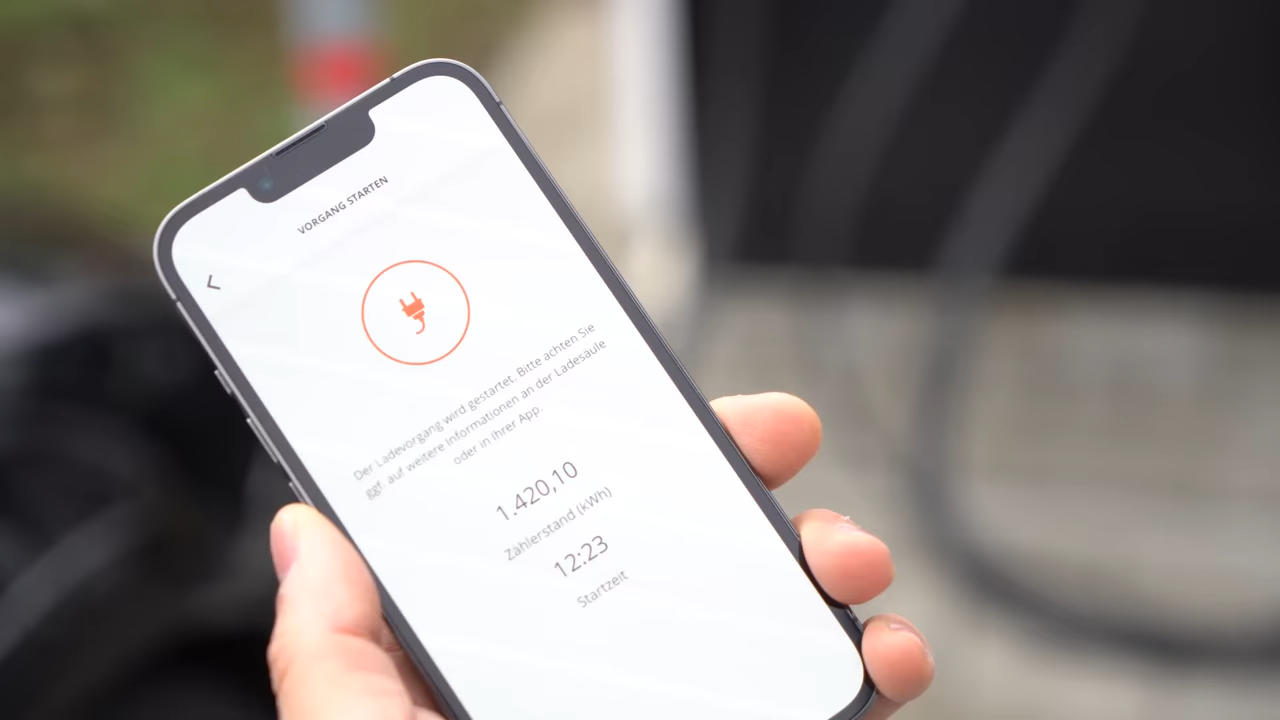 VORGANG STARTEN
Der Ladevorgang wird gestartet. Bitte achten Sie
ggf. auf weitere Informationen an der Ladesäule
oder in Ihrer App.
1.420,10
Zählerstand (kWh)
12:23
Startzeit